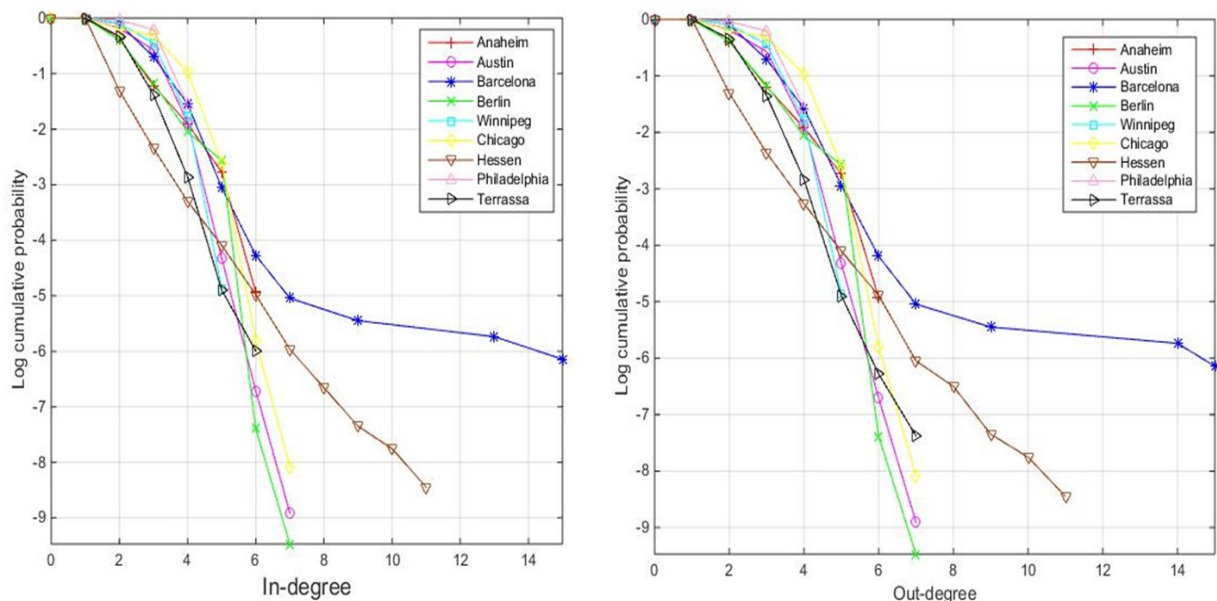 0
-1
-2
-3
-4
-5
-6
-7
-8
-9
Log cumulative probability
0 2 4 6 8 10 12 14
In-degree
Anaheim
Austin
Barcelona
Berlin
Winnipeg
Chicago
Hessen
Philadelphia
Terrassa
0
-1
-2
-3
-4
-5
-6
-7
-8
-9
Log cumulative probability
0 2 4 6 8 10 12 14
Out-degree
Anaheim
Austin
Barcelona
Berlin
Winnipeg
Chicago
Hessen
Philadelphia
Terrassa